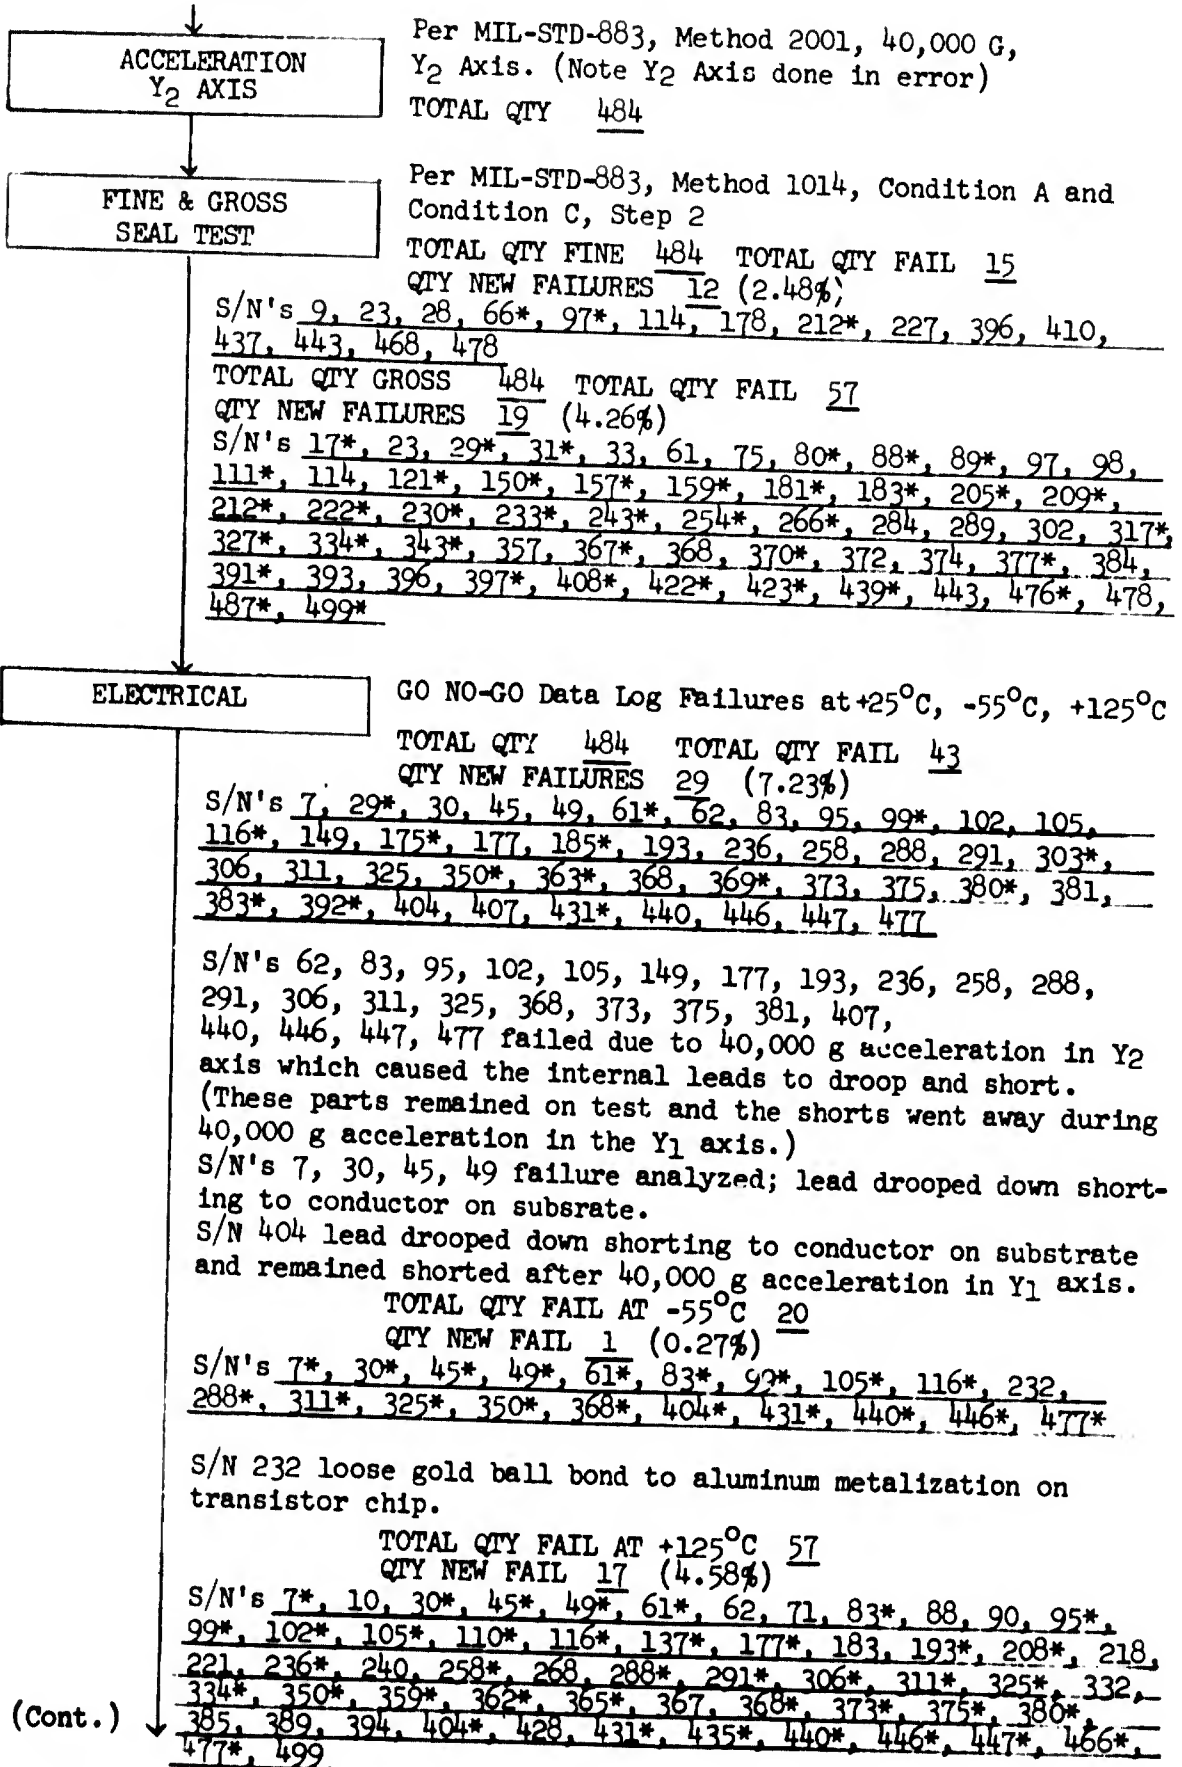 ACCELERATION
Y2 AXIS
Per MIL-STD-883, Method 2001, 40,000 G,
Y2 Axis. (Note Y2 Axis done in error)
TOTAL QTY 484
FINE & GROSS
SEAL TEST
Per MIL-STD-883, Method 1014, Condition A and
Condition C, Step 2
TOTAL QTY FINE 484 TOTAL QTY FAIL 15
QTY NEW FAILURES 12 (2.48%)
S/N's 9, 23, 28, 66*, 97*, 114, 178, 212*, 227, 396, 410,
437, 443, 468, 478
TOTAL QTY GROSS 484 TOTAL QTY FAIL 57
QTY NEW FAILURES 19 (4.26%)
S/N's 17*, 23, 29*, 31*, 33, 61, 75, 80*, 88*, 89*, 97, 98,
111*, 114, 121*, 150*, 157*, 159*, 181*, 183*, 205*, 209*,
212*, 222*, 230*, 233*, 243*, 254*, 266*, 284, 289, 302, 317*,
327*, 334*, 343*, 357, 367*, 368, 370*, 372, 374, 377*, 384,
391*, 393, 396, 397*, 408*, 422*, 423*, 439*, 443, 476*, 478,
487*, 499*
ELECTRICAL
GO NO-GO Data Log Failures at +25°C, -55°C, +125°C
TOTAL QTY 484 TOTAL QTY FAIL 43
QTY NEW FAILURES 29 (7.23%)
S/N's 7, 29*, 30, 45, 49, 61*, 62, 83, 95, 99*, 102, 105,
116*, 149, 175*, 177, 185*, 193, 236, 258, 288, 291, 303*,
306, 311, 325, 350*, 363*, 368, 369*, 373, 375, 380*, 381,
383*, 392*, 404, 407, 431*, 440, 446, 447, 477
S/N's 62, 83, 95, 102, 105, 149, 177, 193, 236, 258, 288,
291, 306, 311, 325, 368, 373, 375, 381, 407,
440, 446, 447, 477 failed due to 40,000 g acceleration in Y2
axis which caused the internal leads to droop and short.
(These parts remained on test and the shorts went away during
40,000 g acceleration in the Y1 axis.)
S/N's 7, 30, 45, 49 failure analyzed; lead drooped down short-
ing to conductor on subsrate.
S/N 404 lead drooped down shorting to conductor on substrate
and remained shorted after 40,000 g acceleration in Y1 axis.
TOTAL QTY FAIL AT -55°C 20
QTY NEW FAIL 1 (0.27%)
S/N's 7*, 30*, 45*, 49*, 61*, 83*, 99*, 105*, 116*, 232,
288*, 311*, 325*, 350*, 368*, 404*, 431*, 440*, 446*, 477*
S/N 232 loose gold ball bond to aluminum metalization on
transistor chip.
TOTAL QTY FAIL AT +125°C 57
QTY NEW FAIL 17 (4.58%)
S/N's 7*, 10, 30*, 45*, 49*, 61*, 62, 71, 83*, 88, 90, 95*,
99*, 102*, 105*, 110*, 116*, 137*, 177*, 183, 193*, 208*, 218,
221, 236*, 240, 258*, 268, 288*, 291*, 306*, 311*, 325*, 332,
334*, 350*, 359*, 362*, 365*, 367, 368*, 373*, 375*, 380*,
385, 389, 394, 404*, 428, 431*, 435*, 440*, 446*, 447*, 466*,
477*, 499
(Cont.)